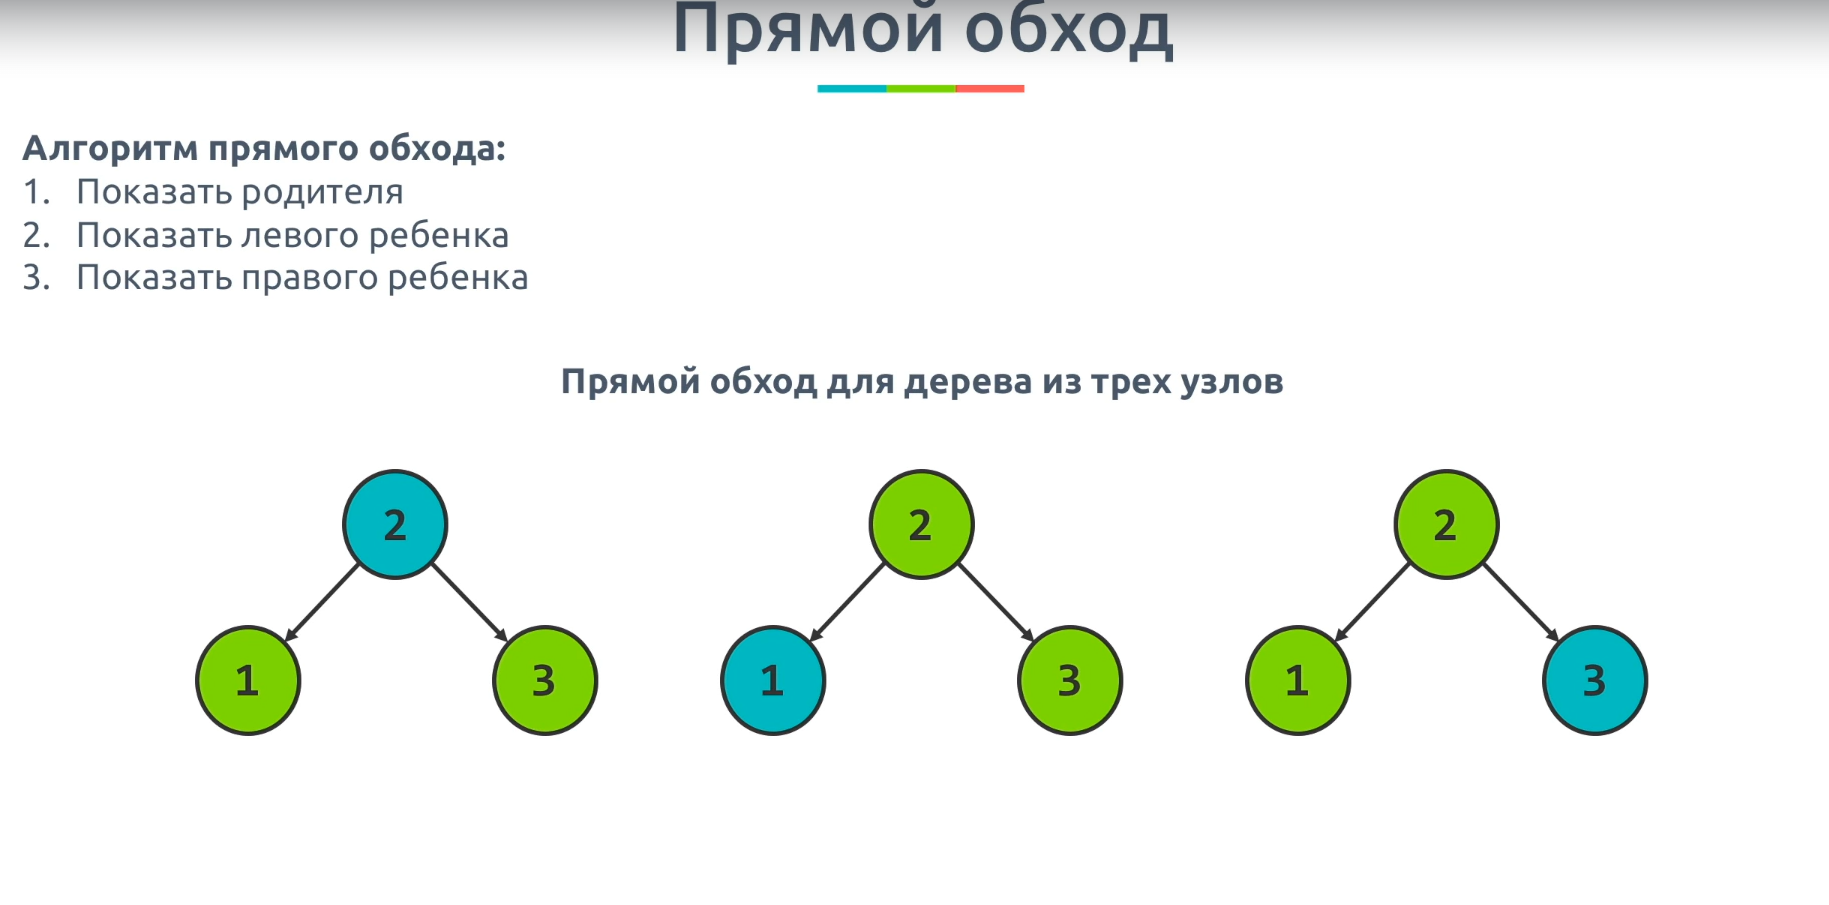 Прямой обход
Алгоритм прямого обхода:
1. Показать родителя
2. Показать левого ребенка
3. Показать правого ребенка
Прямой обход для дерева из трех узлов
2
1 3
2
1 3
2
1 3